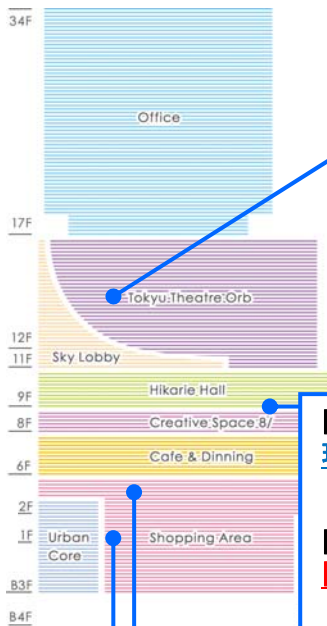 34F
Office
17F
Tokyu Theatre Orb
12F
Sky Lobby
11F
Hikarie Hall
9F
Creative Space 8/
8F
Cafe & Dinning
6F
2F
1F
Urban
Core
Shopping Area
B3F
B4F